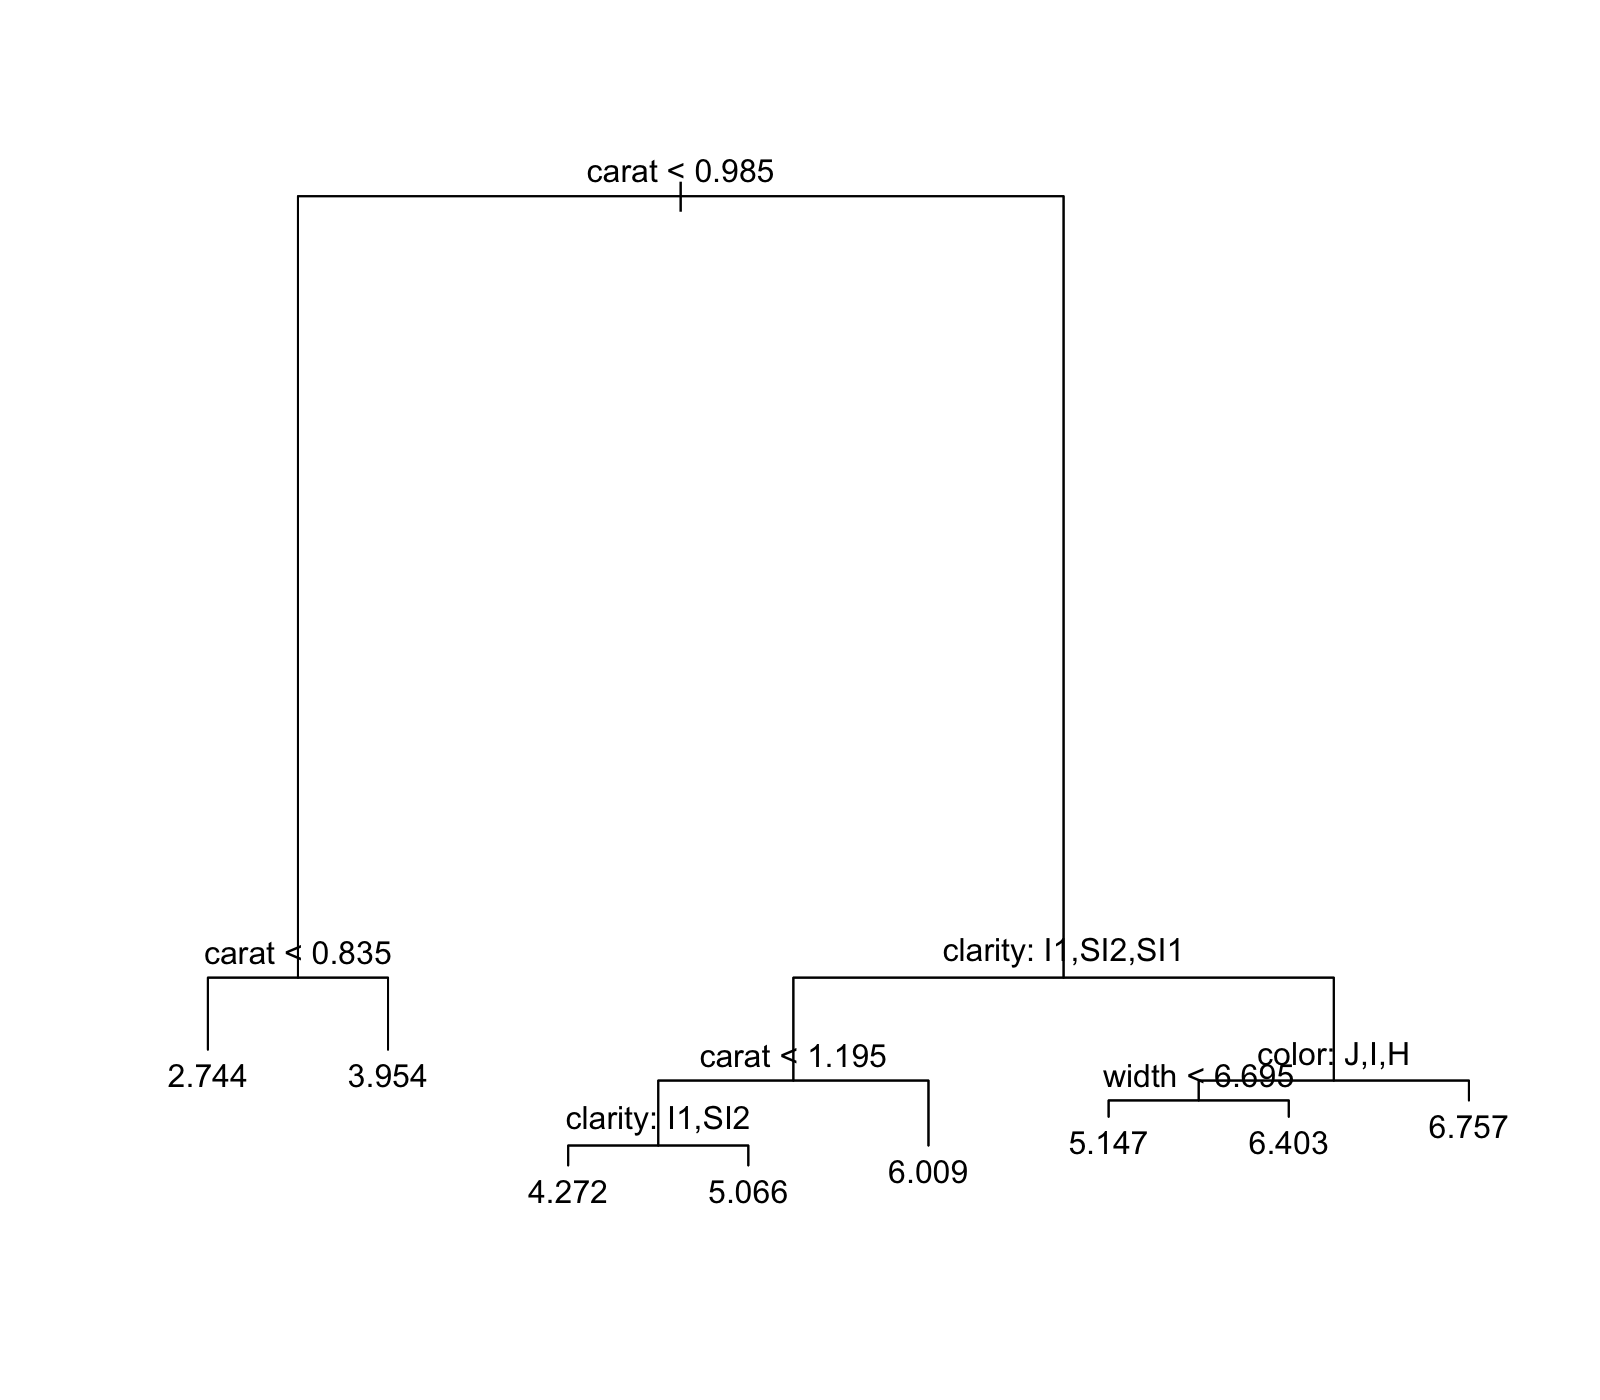 carat < 0.985
carat < 0.835
2.744
3.954
clarity: I1,SI2,SI1
carat < 1.195
clarity: I1,SI2
4.272
5.066
6.009
color: J,I,H
width < 6.695
5.147
6.403
6.757